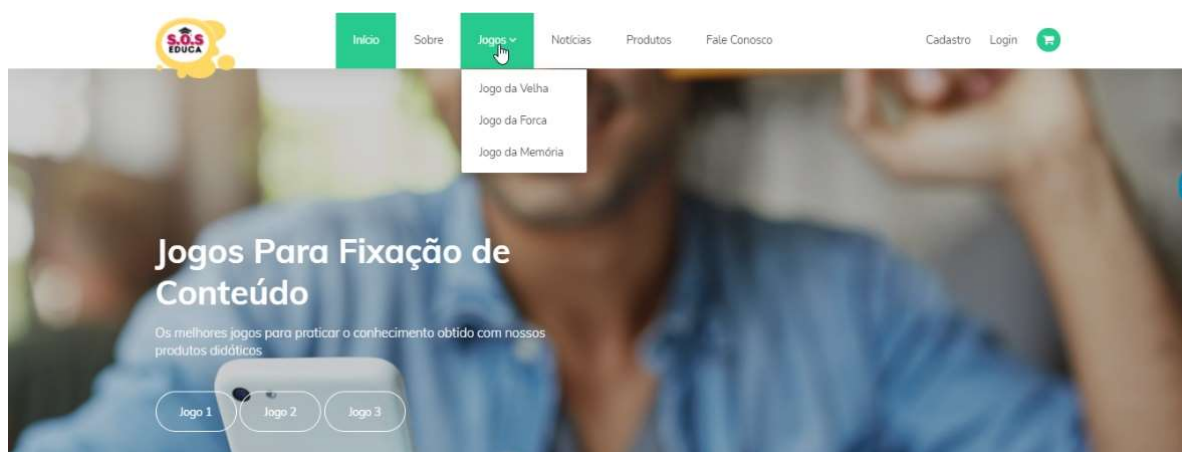 S.O.S
EDUCA
Início
Sobre
Jogos
Notícias
Produtos
Fale Conosco
Cadastro
Login
Jogo da Velha
Jogo da Forca
Jogo da Memória
Jogos Para Fixação de
Conteúdo
Os melhores jogos para praticar o conhecimento obtido com nossos
produtos didáticos
Jogo 1
Jogo 2
Jogo 3